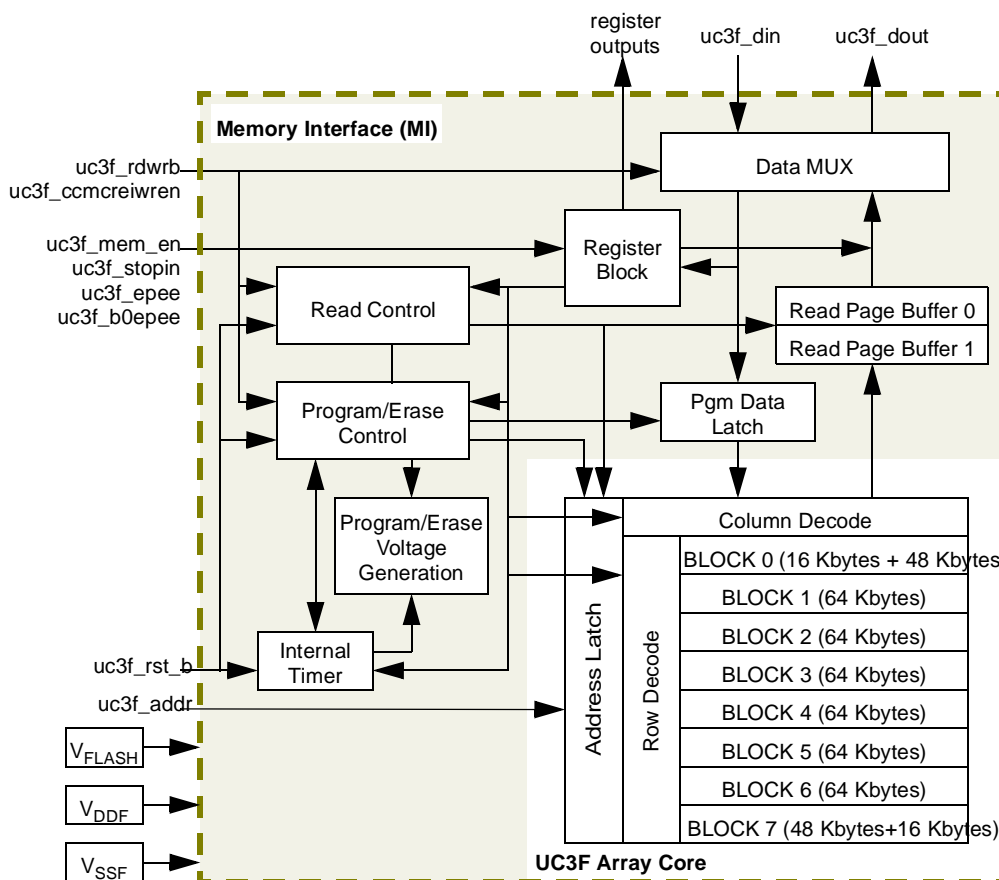 register
outputs
uc3f_din
uc3f_dout
Memory Interface (MI)
uc3f_rdwrb
uc3f_ccmcreiwren
Data MUX
uc3f_mem_en
uc3f_stopin
uc3f_epee
uc3f_b0epee
Register
Block
Read Control
Read Page Buffer 0
Read Page Buffer 1
Program/Erase
Control
Pgm Data
Latch
Program/Erase
Voltage
Generation
Column Decode
Address Latch
Row Decode
BLOCK 0 (16 Kbytes + 48 Kbytes
BLOCK 1 (64 Kbytes)
BLOCK 2 (64 Kbytes)
BLOCK 3 (64 Kbytes)
BLOCK 4 (64 Kbytes)
BLOCK 5 (64 Kbytes)
BLOCK 6 (64 Kbytes)
BLOCK 7 (48 Kbytes+16 Kbytes)
Internal
Timer
uc3f_rst_b
uc3f_addr
VFLASH
VDDF
VSSF
UC3F Array Core